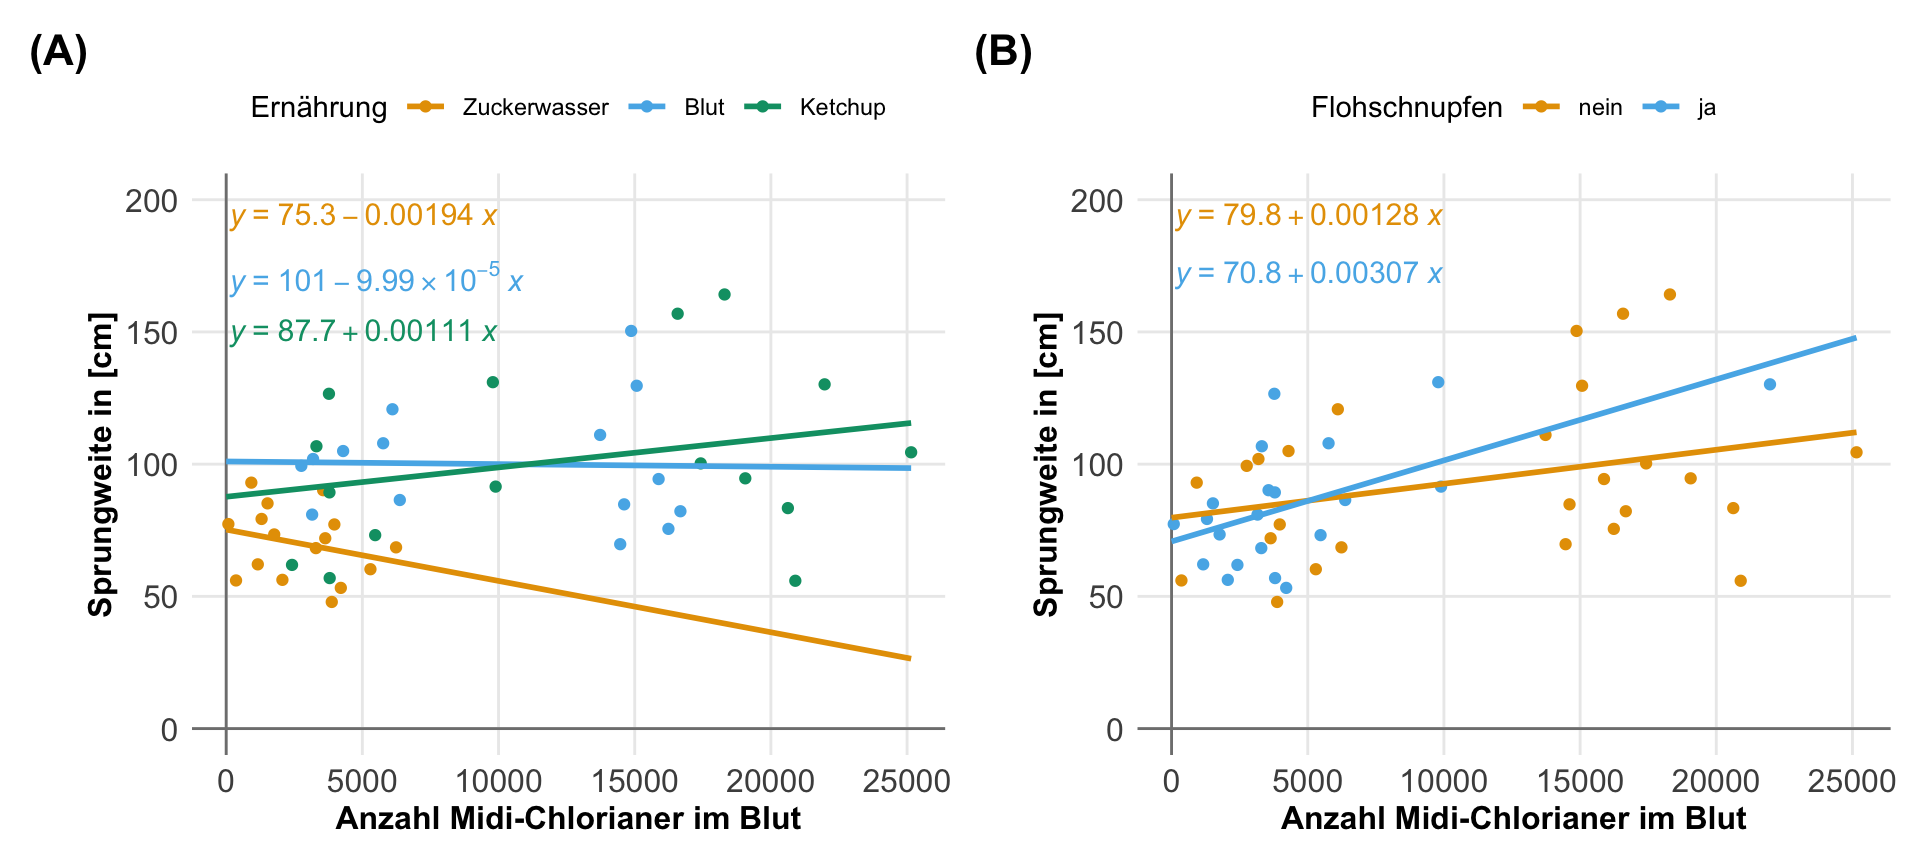 (A)
Ernährung Zuckerwasser Blut Ketchup
Sprungweite in [cm]
200
150
100
50
0
y = 75.3 − 0.00194 x
y = 101 − 9.99 × 10⁻⁵ x
y = 87.7 + 0.00111 x
0 5000 10000 15000 20000 25000
Anzahl Midi-Chlorianer im Blut
(B)
Flohschnupfen nein ja
Sprungweite in [cm]
200
150
100
50
0
y = 79.8 + 0.00128 x
y = 70.8 + 0.00307 x
0 5000 10000 15000 20000 25000
Anzahl Midi-Chlorianer im Blut